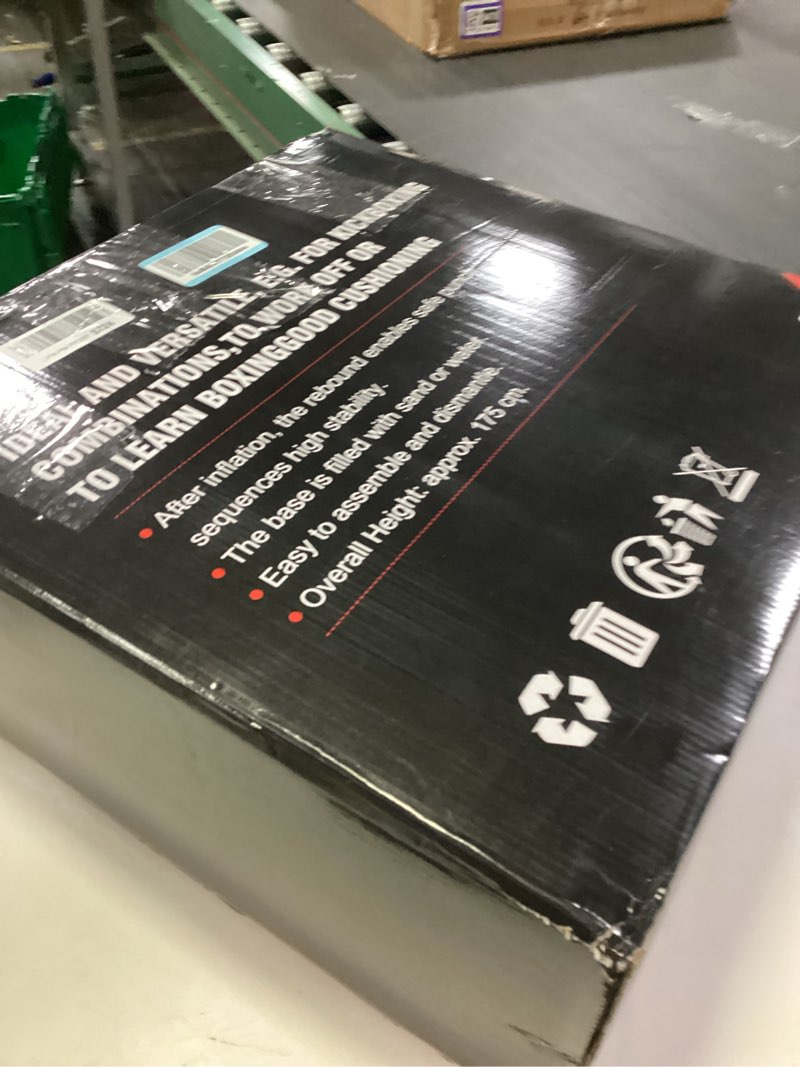 IDEAL AND VERSATILE. E.G. FOR
COMBINATIONS, TO WORK OFF OR
TO LEARN BOXINGGOOD CUSHIONING
After inflation, the rebound enables safe
sequences high stability.
The base is filled with sand or water
Easy to assemble and dismantle.
Overall Height: approx. 175 cm.